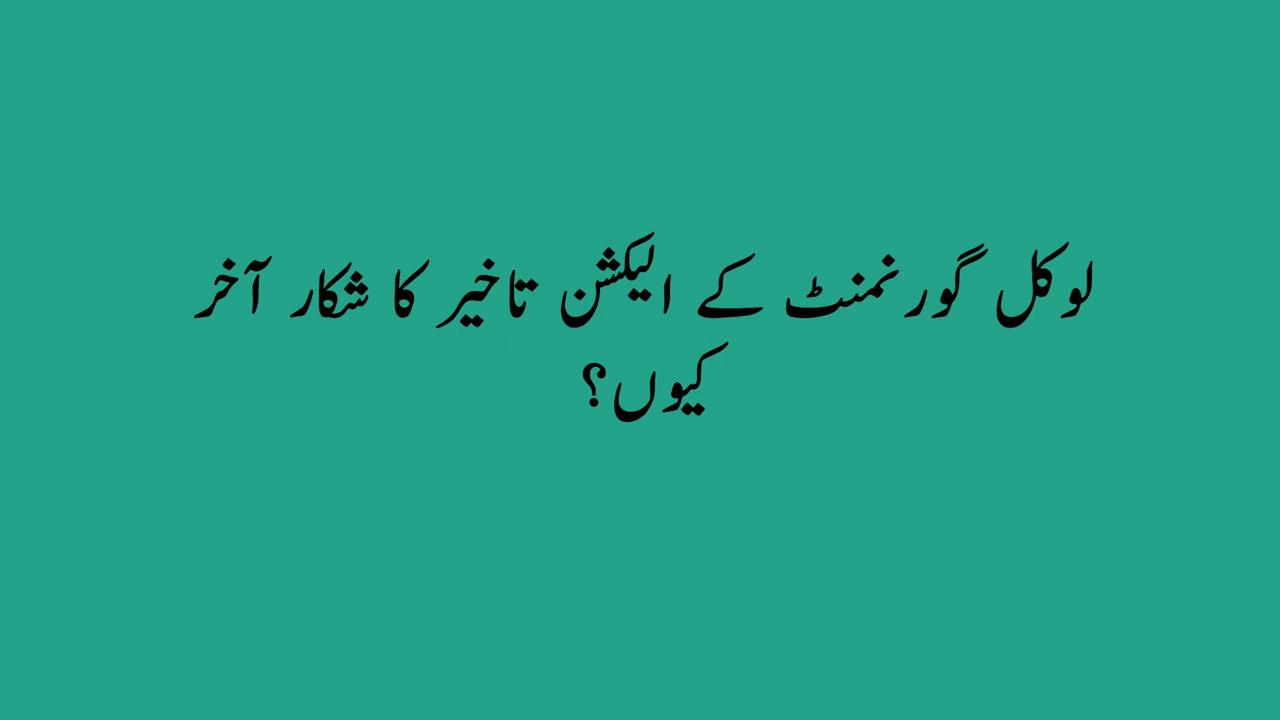 لوکل گورنمنٹ کے الیکشن تاخیر کا شکار آخر
کیوں؟